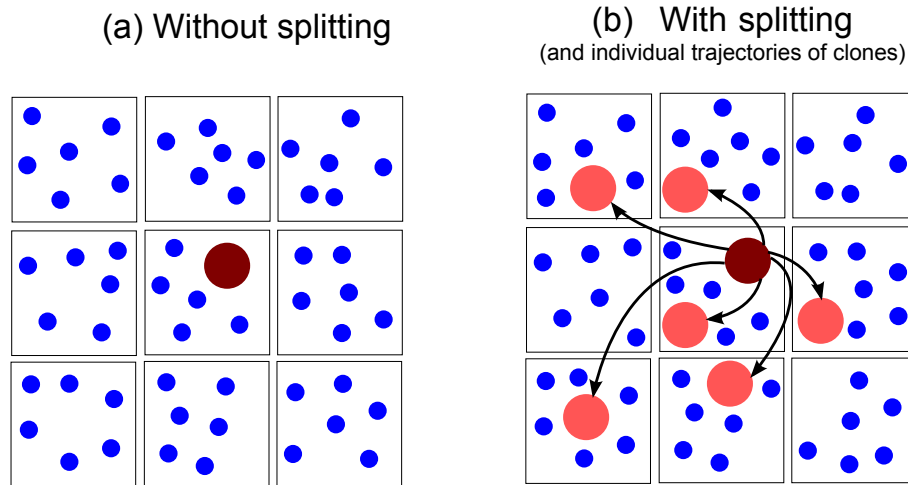 (a) Without splitting
(b) With splitting
(and individual trajectories of clones)